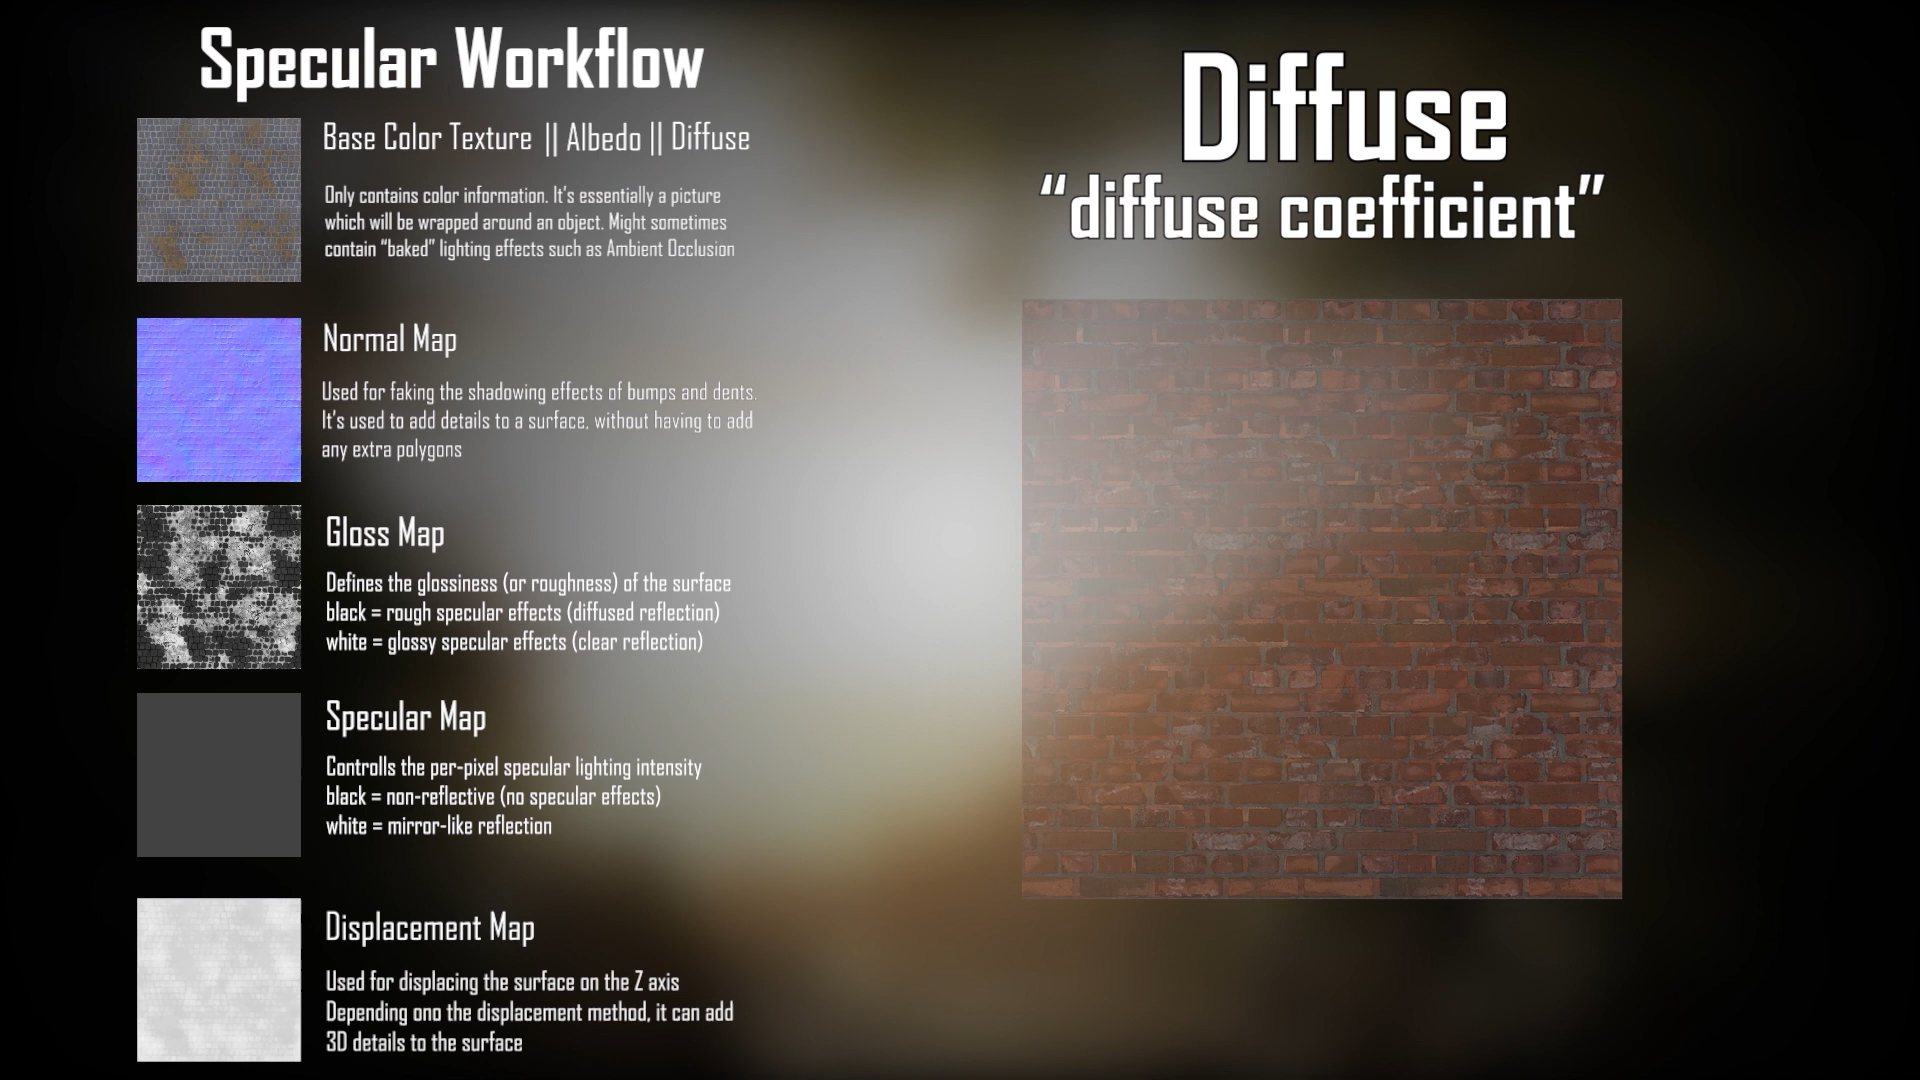 Specular Workflow
Base Color Texture || Albedo || Diffuse
Only contains color information. It's essentially a picture
which will be wrapped around an object. Might sometimes
contain “baked” lighting effects such as Ambient Occlusion
Normal Map
Used for faking the shadowing effects of bumps and dents.
It's used to add details to a surface, without having to add
any extra polygons
Gloss Map
Defines the glossiness (or roughness) of the surface
black = rough specular effects (diffused reflection)
white = glossy specular effects (clear reflection)
Specular Map
Controlls the per-pixel specular lighting intensity
black = non-reflective (no specular effects)
white = mirror-like reflection
Displacement Map
Used for displacing the surface on the Z axis
Depending ono the displacement method, it can add
3D details to the surface
Diffuse
“diffuse coefficient”